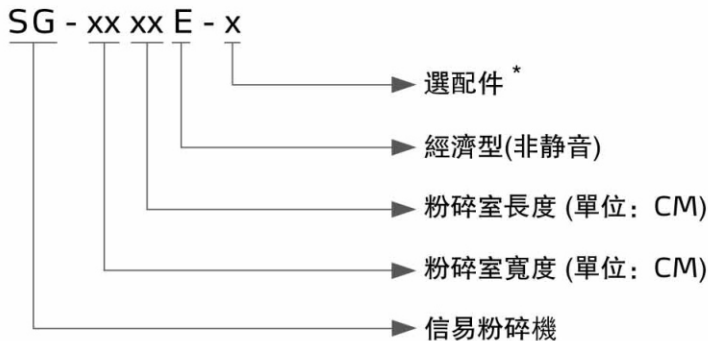 SG - xx xx E - x
選配件 *
經濟型(非静音)
粉碎室長度 (單位：CM)
粉碎室寬度 (單位：CM)
信易粉碎機